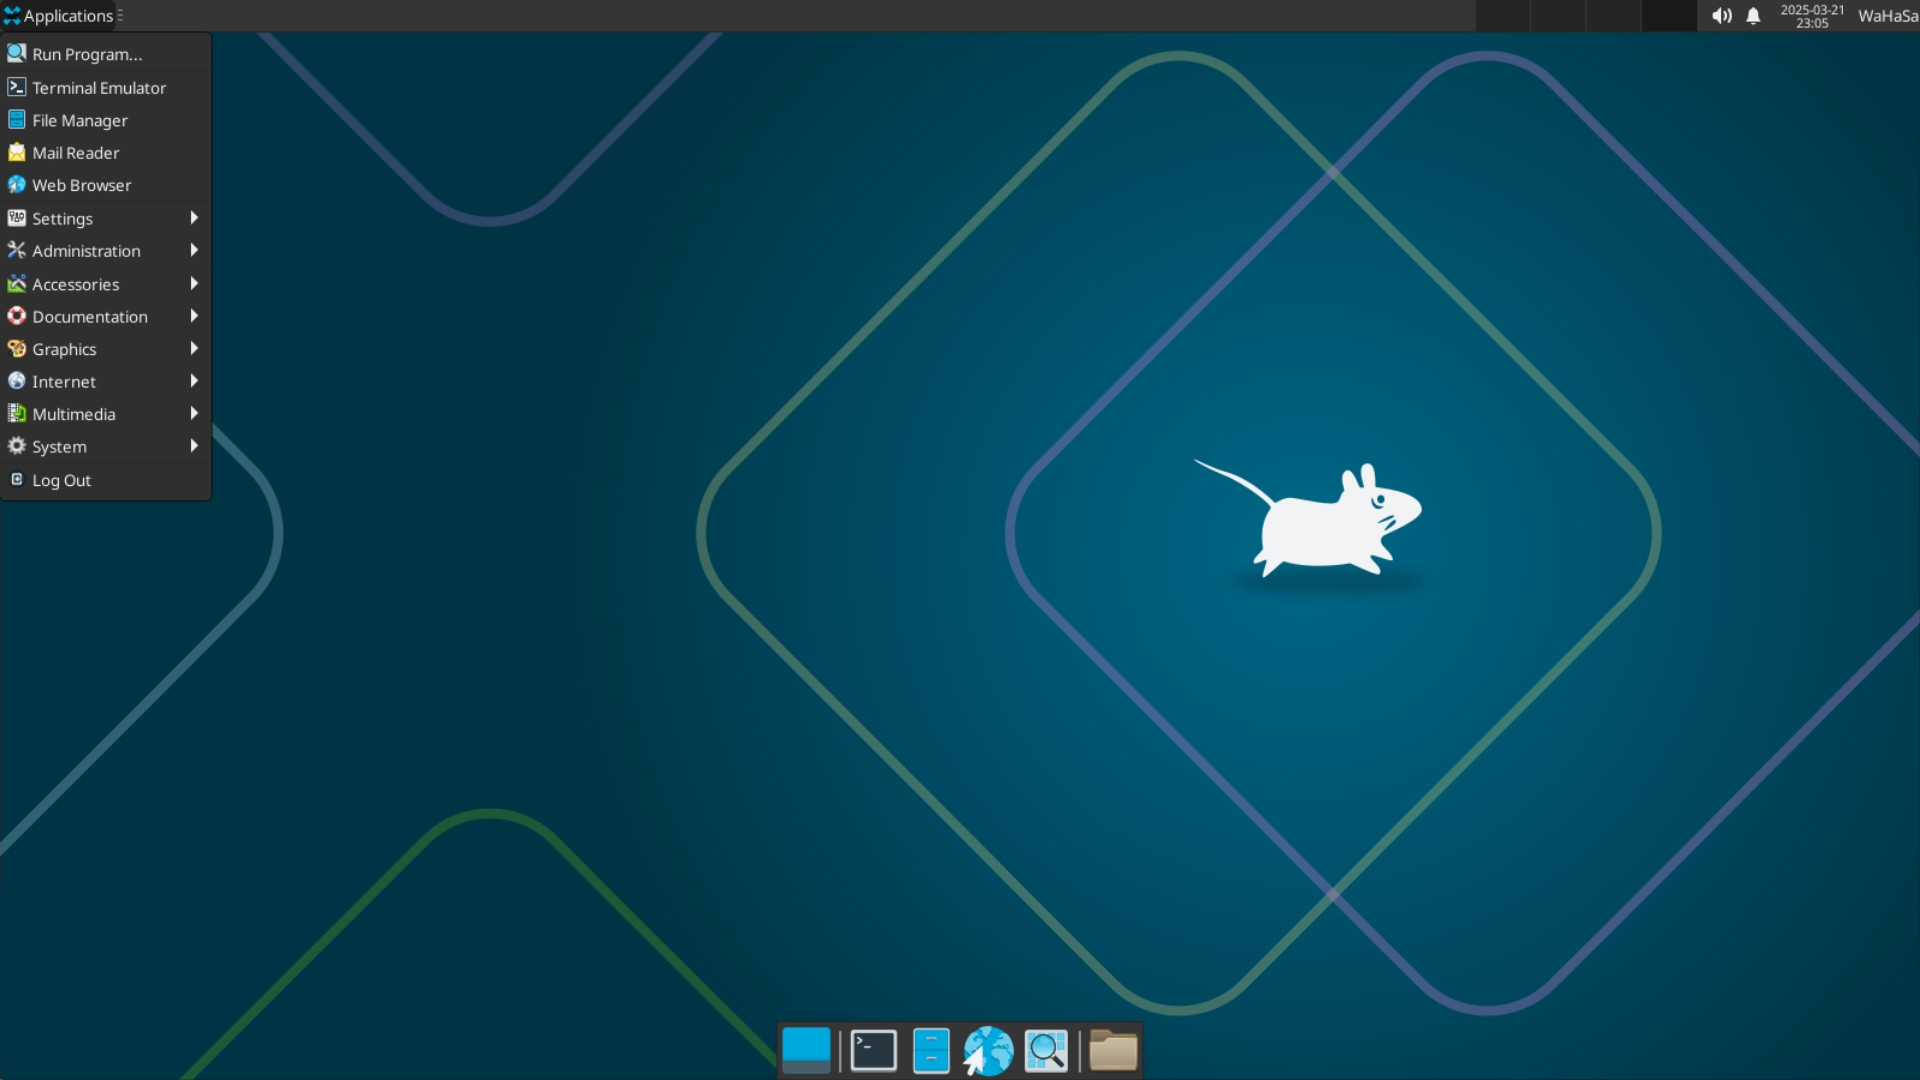 Applications
2025-03-21
23:05
WaHaSa
Run Program...
Terminal Emulator
File Manager
Mail Reader
Web Browser
Settings
Administration
Accessories
Documentation
Graphics
Internet
Multimedia
System
Log Out